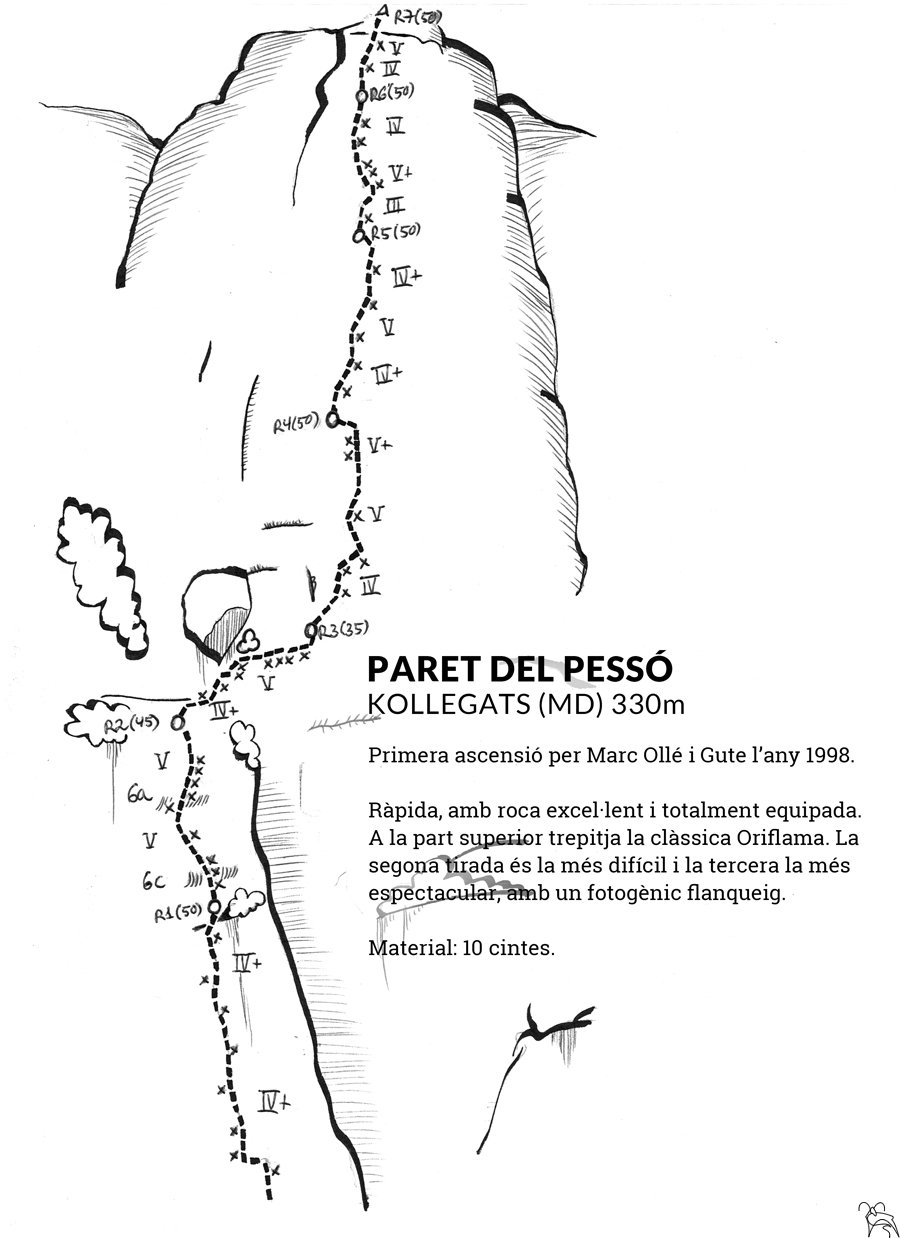 R7(50)
V
IV
R6(50)
IV
V+
III
R5(50)
IV+
V
IV+
R4(50)
V+
V
IV
R3(35)
V
IV+
R2(45)
V
6a
V
6c
R1(50)
IV+
IV+
PARET DEL PESSÓ
KOLLEGATS (MD) 330m
Primera ascensió per Marc Ollé i Gute l’any 1998.
Ràpida, amb roca excel·lent i totalment equipada.
A la part superior trepitja la clàssica Oriflama. La
segona tirada és la més difícil i la tercera la més
espectacular, amb un fotogènic flanqueig.
Material: 10 cintes.